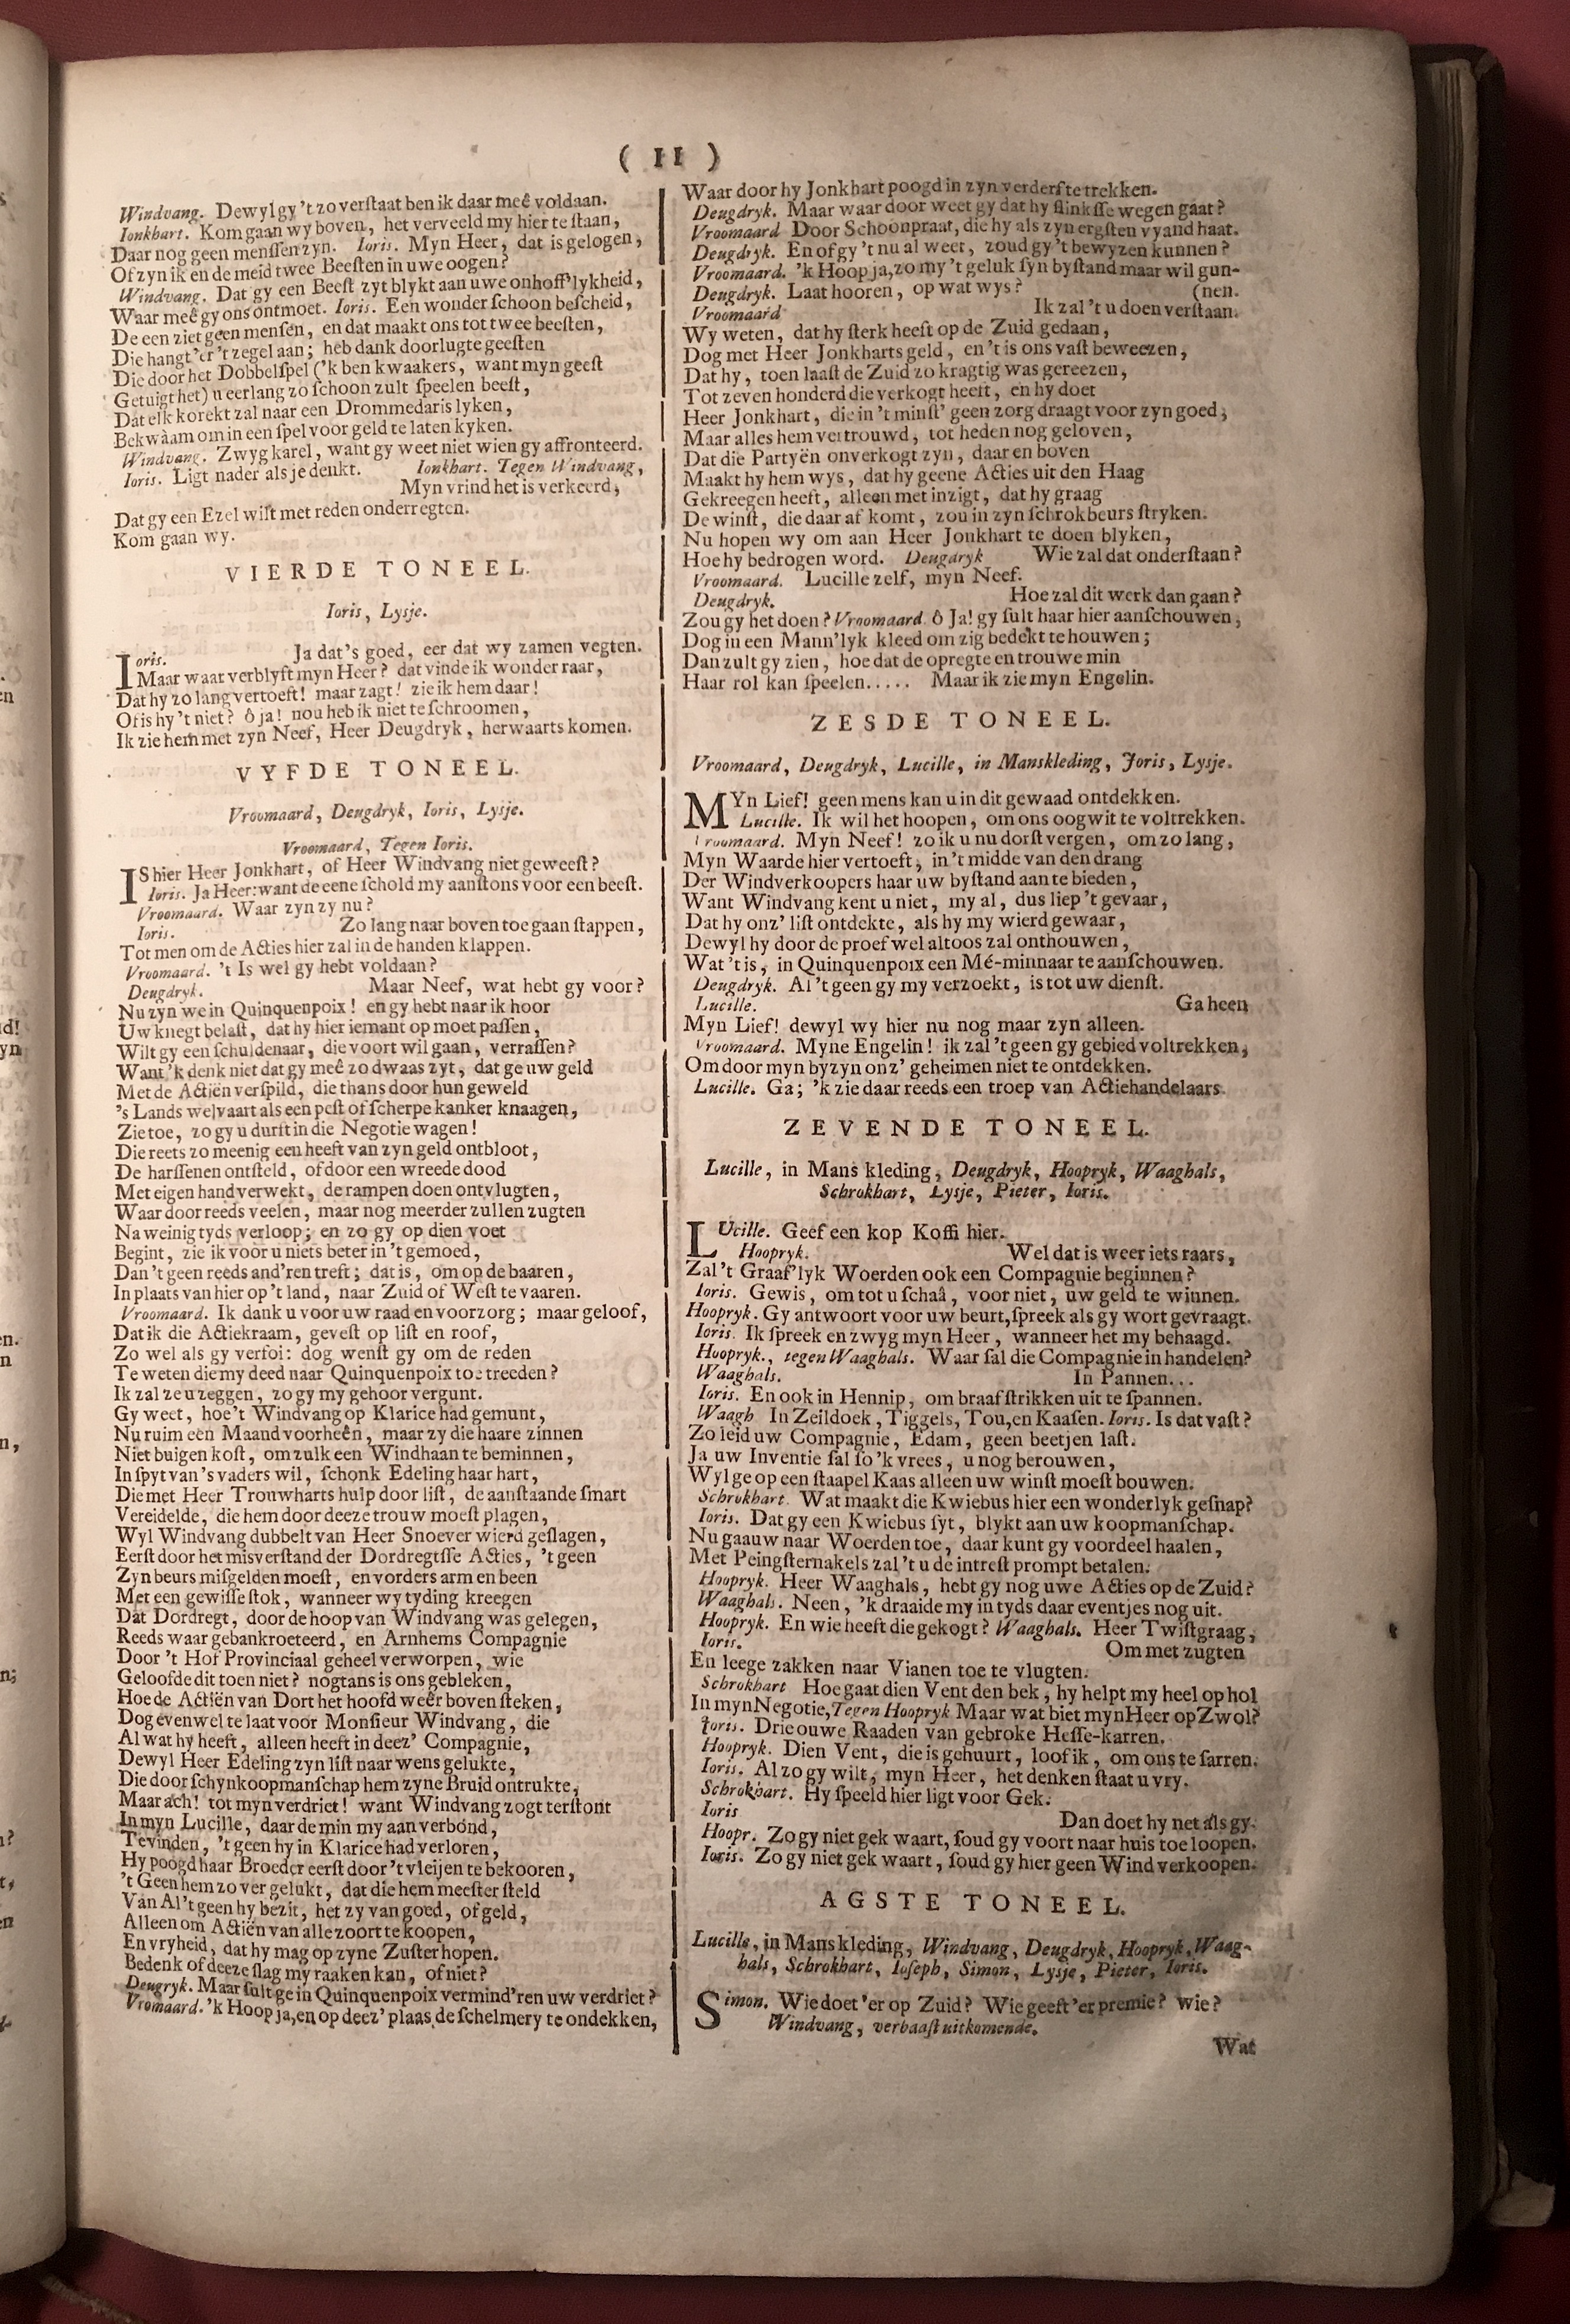 ( 11 )
Windvang. Dewyl gy 't zo verſtaat ben ik daar meê voldaan.
Ionkhart. Kom gaan wy boven, het verveeld my hier te ſtaan,
Daar nog geen menſſen zyn. Ioris. Myn Heer, dat is gelogen,
Of zyn ik en de meid twee Beeſten in uwe oogen?
Windvang. Dat gy een Beeſt zyt blykt aan uwe onhoff'lykheid,
Waar meê gy ons ontmoet. Ioris. Een wonder ſchoon beſcheid,
De een ziet geen menſen, en dat maakt ons tot twee beeſten,
Die hangt 'er 't zegel aan; heb dank doorlugte geeſten
Die door het Dobbelſpel ('k ben kwaakers, want myn geeſt
Getuigt het) u eerlang zo ſchoon zult ſpeelen beeſt,
Dat elk korekt zal naar een Drommedaris lyken,
Bekwàam om in een ſpel voor geld te laten kyken.
Windvang. Zwyg karel, want gy weet niet wien gy affronteerd.
Ioris. Ligt nader als je denkt. Ionkhart. Tegen Windvang,
Myn vrind het is verkeerd,
Dat gy een Ezel wilt met reden onderregten.
Kom gaan wy.
VIERDE TONEEL.
Ioris, Lysje.
Ioris. Ja dat's goed, eer dat wy zamen vegten.
Maar waat verblyft myn Heer? dat vinde ik wonder raar,
Dat hy zo lang vertoeft! maar zagt! zie ik hem daar!
Of is hy 't niet? ô ja! nou heb ik niet te ſchroomen,
Ik zie hem met zyn Neef, Heer Deugdryk, herwaarts komen.
VYFDE TONEEL.
Vroomaard, Deugdryk, Ioris, Lysje.
Vroomaard, Tegen Ioris.
IS hier Heer Jonkhart, of Heer Windvang niet geweeſt?
Ioris. Ja Heer: want de eene ſchold my aanſtons voor een beeſt.
Vroomaard. Waar zyn zy nu?
Ioris. Zo lang naar boven toe gaan ſtappen,
Tot men om de Acties hier zal in de handen klappen.
Vroomaard. 't Is wel gy hebt voldaan?
Deugdryk. Maar Neef, wat hebt gy voor?
Nu zyn we in Quinquenpoix! en gy hebt naar ik hoor
Uw knegt belaſt, dat hy hier iemant op moet paſſen,
Wilt gy een ſchuldenaar, die voort wil gaan, verraſſen?
Want 'k denk niet dat gy meê zo dwaas zyt, dat ge uw geld
Met de Actiën verſpild, die thans door hun geweld
's Lands welvaart als een peſt of ſcherpe kanker knaagen,
Zie toe, zo gy u durft in die Negotie wagen!
Die reets zo meenig een heeft van zyn geld ontbloot,
De harſſenen ontſteld, of door een wreede dood
Met eigen hand verwekt, de rampen doen ontvlugten,
Waar door reeds veelen, maar nog meerder zullen zugten
Na weinig tyds verloop; en zo gy op dien voet
Begint, zie ik voor u niets beter in 't gemoed,
Dan 't geen reeds and'ren treft; dat is, om op de baaren,
In plaats van hier op 't land, naar Zuid of Weſt te vaaren.
Vroomaard. Ik dank u voor uw raad en voorzorg; maar geloof,
Dat ik die Actiekraam, geveſt op liſt en roof,
Zo wel als gy verfoi: dog wenſt gy om de reden
Te weten die my deed naar Quinquenpoix toe treeden?
Ik zal ze u zeggen, zo gy my gehoor vergunt.
Gy weet, hoe 't Windvang op Klarice had gemunt,
Nu ruim een Maand voorheên, maar zy die haare zinnen
Niet buigen koſt, om zulk een Windhaan te beminnen,
In ſpyt van 's vaders wil, ſchonk Edeling haar hart,
Die met Heer Trouwharts hulp door liſt, de aanſtaande ſmart
Vereidelde, die hem door deeze trouw moeſt plagen,
Wyl Windvang dubbelt van Heer Snoever wierd geſlagen,
Eerſt door het misverſtand der Dordregtſſe Acties, 't geen
Zyn beurs miſgelden moeſt, en vorders arm en been
Met een gewiſſe ſtok, wanneer wy tyding kreegen
Dat Dordregt, door de hoop van Windvang was gelegen,
Reeds waar gebankroeteerd, en Arnhems Compagnie
Door 't Hof Provinciaal geheel verworpen, wie
Geloofde dit toen niet? nogtans is ons gebleken,
Hoe de Actiën van Dort het hoofd weêr boven ſteken,
Dog evenwel te laat voor Monſieur Windvang, die
Al wat hy heeft, alleen heeft in deez' Compagnie,
Dewyl Heer Edeling zyn liſt naar wens gelukte,
Die door ſchynkoopmanſchap hem zyne Bruid ontrukte,
Maar ach! tot myn verdriet! want Windvang zogt terſtont
In myn Lucille, daar de min my aan verbond,
Te vinden, 't geen hy in Klarice had verloren,
Hy poogd haar Broeder eerſt door 't vleijen te bekooren,
't Geen hem zo ver gelukt, dat die hem meeſter ſteld
Van Al 't geen hy bezit, het zy van goed, of geld,
Alleen om Actiën van alle zoort te koopen,
En vryheid, dat hy mag op zyne Zuſter hopen.
Bedenk of deeze ſlag my raaken kan, of niet?
Deugryk. Maar ſult ge in Quinquenpoix vermind'ren uw verdriet?
Vromaard. 'k Hoop ja, en op deez' plaas de ſchelmery te ondekken,
Waar door hy Jonkhart poogd in zyn verderf te trekken.
Deugdryk. Maar waar door weet gy dat hy ſlinkſſe wegen gaat?
Vroomaard Door Schoonpraat, die hy als zyn ergſten vyand haat.
Deugdryk. En of gy 't nu al weet, zoud gy 't bewyzen kunnen?
Vroomaard. 'k Hoop ja, zo my 't geluk ſyn byſtand maar wil gun-
Deugdryk. Laat hooren, op wat wys? (nen.
Vroomaard Ik zal 't u doen verſtaan.
Wy weten, dat hy ſterk heeft op de Zuid gedaan,
Dog met Heer Jonkharts geld, en 't is ons vaſt beweezen,
Dat hy, toen laaſt de Zuid zo kragtig was gereezen,
Tot zeven honderd die verkogt heeft, en hy doet
Heer Jonkhart, die in 't minſt' geen zorg draagt voor zyn goed,
Maar alles hem vertrouwd, tot heden nog geloven,
Dat die Partyën onverkogt zyn, daar en boven
Maakt hy hem wys, dat hy geene Acties uit den Haag
Gekreegen heeft, alleen met inzigt, dat hy graag
De winſt, die daar af komt, zou in zyn ſchrokbeurs ſtryken.
Nu hopen wy om aan Heer Jonkhart te doen blyken,
Hoe hy bedrogen word. Deugdryk Wie zal dat onderſtaan?
Vroomaard. Lucille zelf, myn Neef.
Deugdryk. Hoe zal dit werk dan gaan?
Zou gy het doen? Vroomaard. ô Ja! gy ſult haar hier aanſchouwen,
Dog in een Mann'lyk kleed om zig bedekt te houwen;
Dan zult gy zien, hoe dat de opregte en trouwe min
Haar rol kan ſpeelen..... Maar ik zie myn Engelin.
ZESDE TONEEL.
Vroomaard, Deugdryk, Lucille, in Manskleding, Joris, Lysje.
MYn Lief! geen mens kan u in dit gewaad ontdekken.
Lucille. Ik wil het hoopen, om ons oogwit te voltrekken.
Vroomaard. Myn Neef! zo ik u nu dorſt vergen, om zo lang,
Myn Waarde hier vertoeft, in 't midde van den drang
Der Windverkoopers haar uw byſtand aan te bieden,
Want Windvang kent u niet, my al, dus liep 't gevaar,
Dat hy onz' liſt ontdekte, als hy my wierd gewaar,
Dewyl hy door de proef wel altoos zal onthouwen,
Wat 't is, in Quinquenpoix een Mé-minnaar te aanſchouwen.
Deugdryk. Al 't geen gy my verzoekt, is tot uw dienſt.
Lucille. Ga heen
Myn Lief! dewyl wy hier nu nog maar zyn alleen.
Vroomaard. Myne Engelin! ik zal 't geen gy gebied voltrekken,
Om door myn byzyn onz' geheimen niet te ontdekken.
Lucille. Ga; 'k zie daar reeds een troep van Actiehandelaars.
ZEVENDE TONEEL.
Lucille, in Mans kleding, Deugdryk, Hoopryk, Waaghals,
Schrokhart, Lysje, Pieter, Ioris.
LUcille. Geef een kop Koffi hier.
Hoopryk. Wel dat is weer iets raars,
Zal 't Graaf'lyk Woerden ook een Compagnie beginnen?
Ioris. Gewis, om tot u ſchaâ, voor niet, uw geld te winnen.
Hoopryk. Gy antwoort voor uw beurt, ſpreek als gy wort gevraagt.
Ioris. Ik ſpreek en zwyg myn Heer, wanneer het my behaagd.
Hoopryk., tegen Waaghals. Waar ſal die Compagnie in handelen?
Waaghals. In Pannen...
Ioris. En ook in Hennip, om braaf ſtrikken uit te ſpannen.
Waagh In Zeildoek, Tiggels, Tou, en Kaaſen. Ioris. Is dat vaſt?
Zo leid uw Compagnie, Edam, geen beetjen laſt.
Ja uw Inventie ſal ſo 'k vrees, u nog berouwen,
Wyl ge op een ſtaapel Kaas alleen uw winſt moeſt bouwen.
Schrokhart. Wat maakt die Kwiebus hier een wonderlyk geſnap?
Ioris. Dat gy een Kwiebus ſyt, blykt aan uw koopmanſchap.
Nu gaauw naar Woerden toe, daar kunt gy voordeel haalen,
Met Peingſternakels zal 't u de intreſt prompt betalen.
Hoopryk. Heer Waaghals, hebt gy nog uwe Acties op de Zuid?
Waaghals. Neen, 'k draaide my in tyds daar eventjes nog uit.
Hoopryk. En wie heeft die gekogt? Waaghals. Heer Twiſtgraag,
Ioris. Om met zugten
En leege zakken naar Vianen toe te vlugten.
Schrokhart Hoe gaat dien Vent den bek, hy helpt my heel op hol
In myn Negotie, Tegen Hoopryk Maar wat biet myn Heer op Zwol?
Ioris. Drie ouwe Raaden van gebroke Heſſe-karren.
Hoopryk. Dien Vent, die is gehuurt, loof ik, om ons te ſarren.
Ioris. Al zo gy wilt, myn Heer, het denken ſtaat u vry.
Schrokhart. Hy ſpeeld hier ligt voor Gek.
Ioris Dan doet hy net als gy.
Hoopr. Zo gy niet gek waart, ſoud gy voort naar huis toe loopen.
Ioris. Zo gy niet gek waart, ſoud gy hier geen Wind verkoopen.
AGSTE TONEEL.
Lucille, in Manskleding, Windvang, Deugdryk, Hoopryk, Waag-
hals, Schrokhart, Ioſeph, Simon, Lysje, Pieter, Ioris.
Simon. Wie doet 'er op Zuid? Wie geeft 'er premie? wie?
Windvang, verbaaſt uitkomende.
Wat